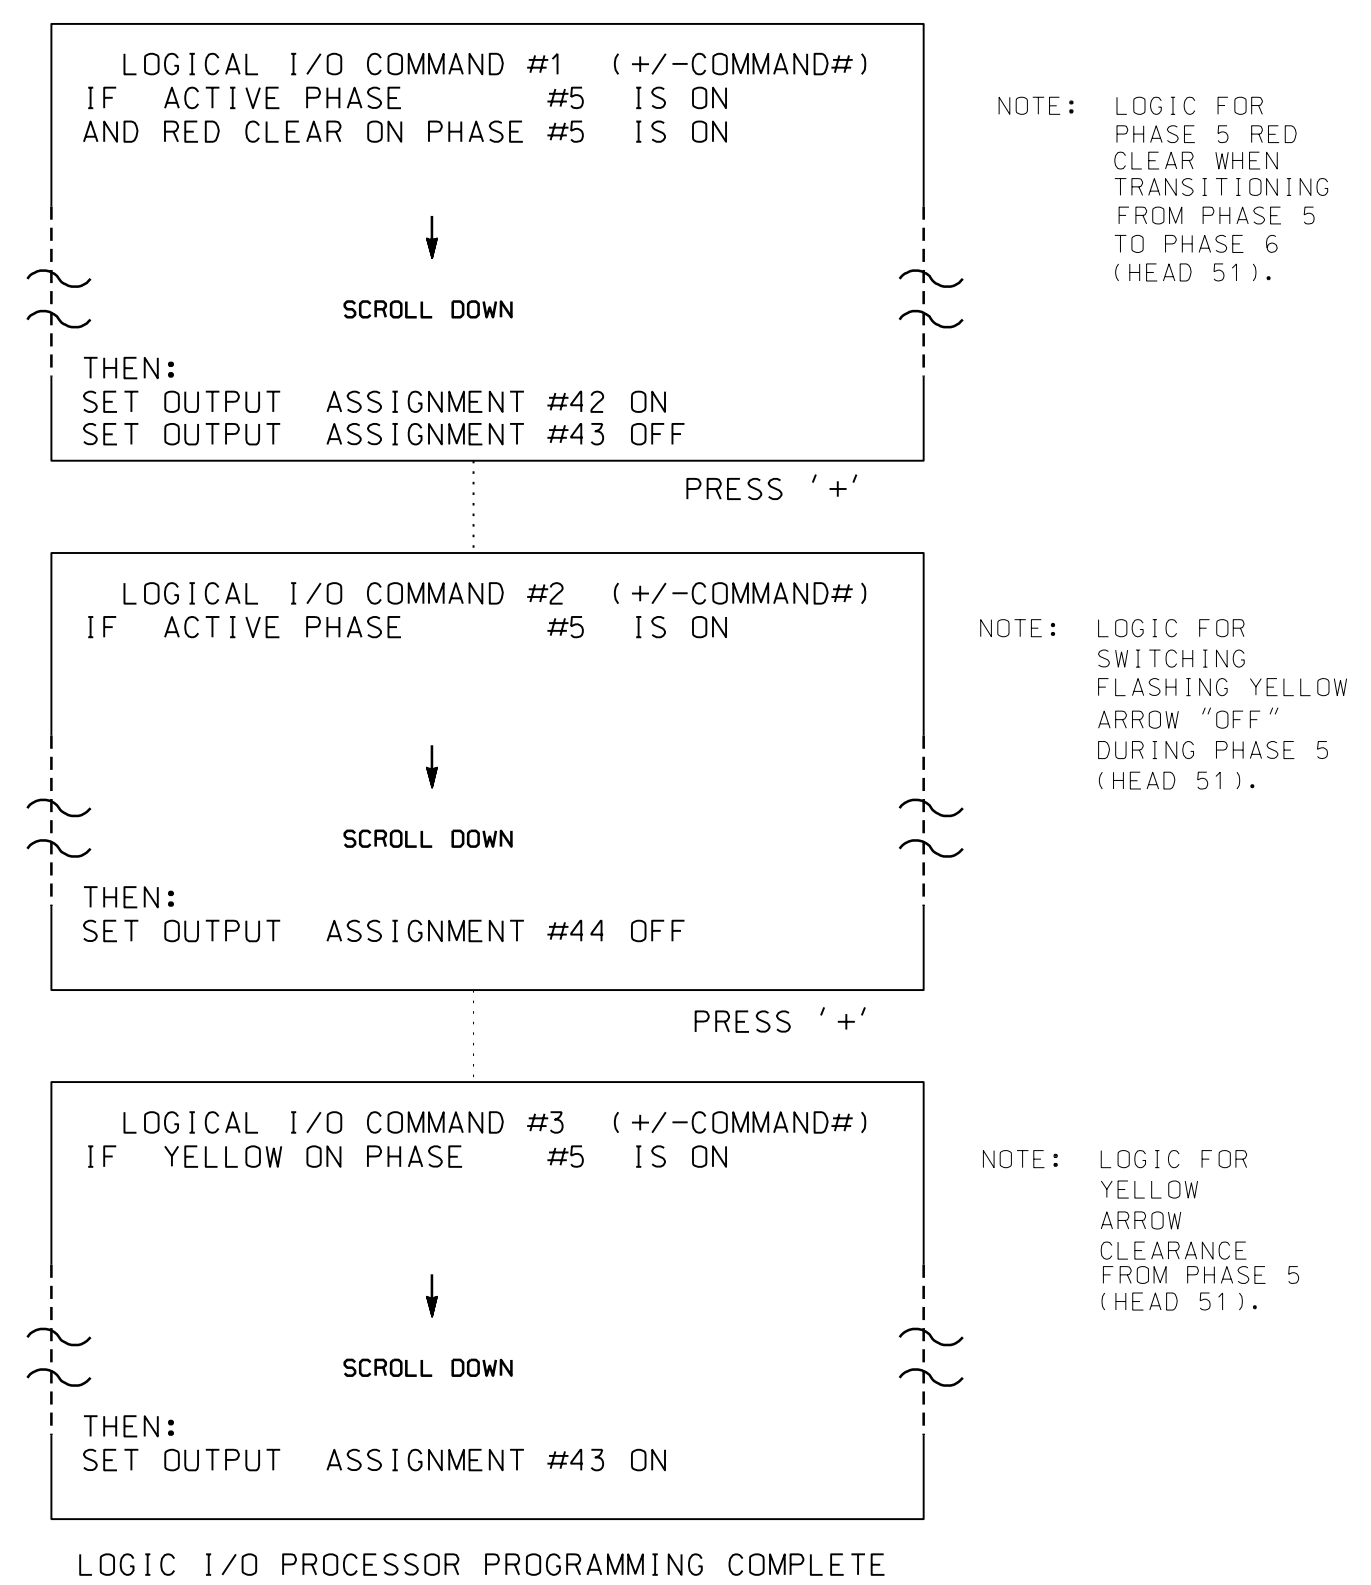 LOGICAL I/O COMMAND #1 (+/-COMMAND#)
IF ACTIVE PHASE #5 IS ON
AND RED CLEAR ON PHASE #5 IS ON
SCROLL DOWN
THEN:
SET OUTPUT ASSIGNMENT #42 ON
SET OUTPUT ASSIGNMENT #43 OFF
NOTE: LOGIC FOR
PHASE 5 RED
CLEAR WHEN
TRANSITIONING
FROM PHASE 5
TO PHASE 6
(HEAD 51).
PRESS '+'
LOGICAL I/O COMMAND #2 (+/-COMMAND#)
IF ACTIVE PHASE #5 IS ON
SCROLL DOWN
THEN:
SET OUTPUT ASSIGNMENT #44 OFF
NOTE: LOGIC FOR
SWITCHING
FLASHING YELLOW
ARROW "OFF"
DURING PHASE 5
(HEAD 51).
PRESS '+'
LOGICAL I/O COMMAND #3 (+/-COMMAND#)
IF YELLOW ON PHASE #5 IS ON
SCROLL DOWN
THEN:
SET OUTPUT ASSIGNMENT #43 ON
NOTE: LOGIC FOR
YELLOW
ARROW
CLEARANCE
FROM PHASE 5
(HEAD 51).
LOGIC I/O PROCESSOR PROGRAMMING COMPLETE